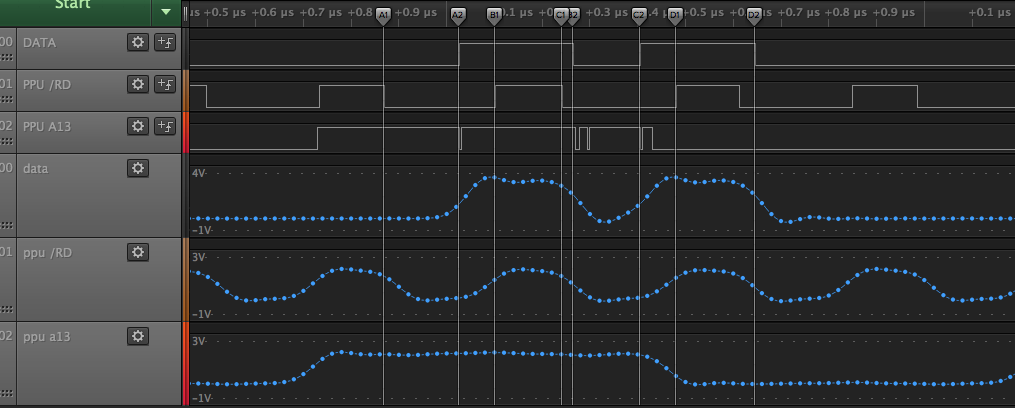 Start
µs +0.5 µs +0.6 µs +0.7 µs A1 +0.9 µs A2 B1 0.1 µs +0 C1 B2 +0.3 µs +0.4 C2 D1 +0.5 µs D2 +0.7 µs +0.8 µs +0.9 µs +0.1 µs
00 DATA
01 PPU /RD
02 PPU A13
00 data 4V
-1V
01 ppu /RD 3V
-1V
02 ppu a13 3V
-1V